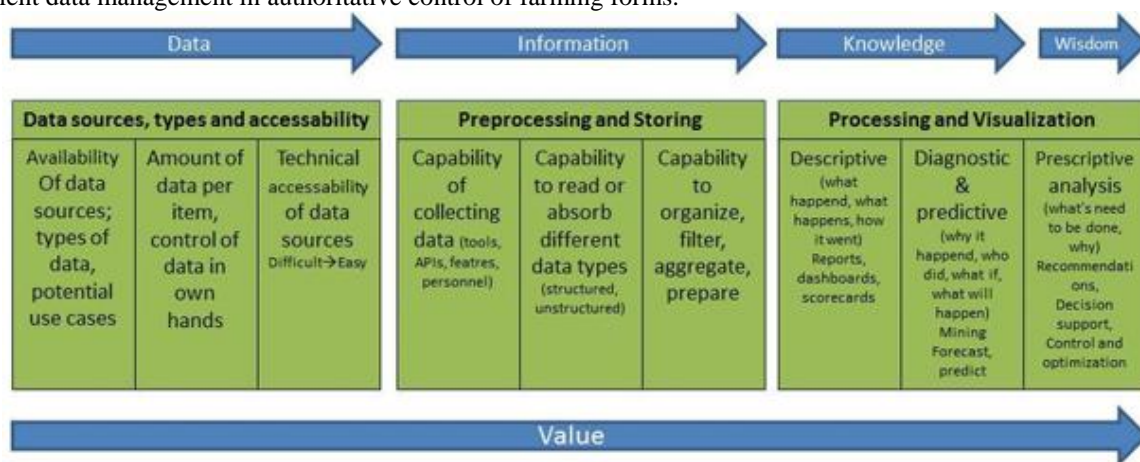 ent data management in authoritative control of farming forms.
Data
Information
Knowledge
Wisdom
Data sources, types and accessability
Availability
Of data
sources;
types of
data,
potential
use cases
Amount of
data per
item,
control of
data in
own
hands
Technical
accessability
of data
sources
Difficult→Easy
Preprocessing and Storing
Capability
of
collecting
data (tools,
APIs, featres,
personnel)
Capability
to read or
absorb
different
data types
(structured,
unstructured)
Capability
to
organize,
filter,
aggregate,
prepare
Processing and Visualization
Descriptive
(what
happend, what
happens, how
it went)
Reports,
dashboards,
scorecards
Diagnostic
&
predictive
(why it
happend, who
did, what if,
what will
happen)
Mining
Forecast,
predict
Prescriptive
analysis
(what's need
to be done,
why)
Recommendati
ons,
Decision
support,
Control and
optimization
Value